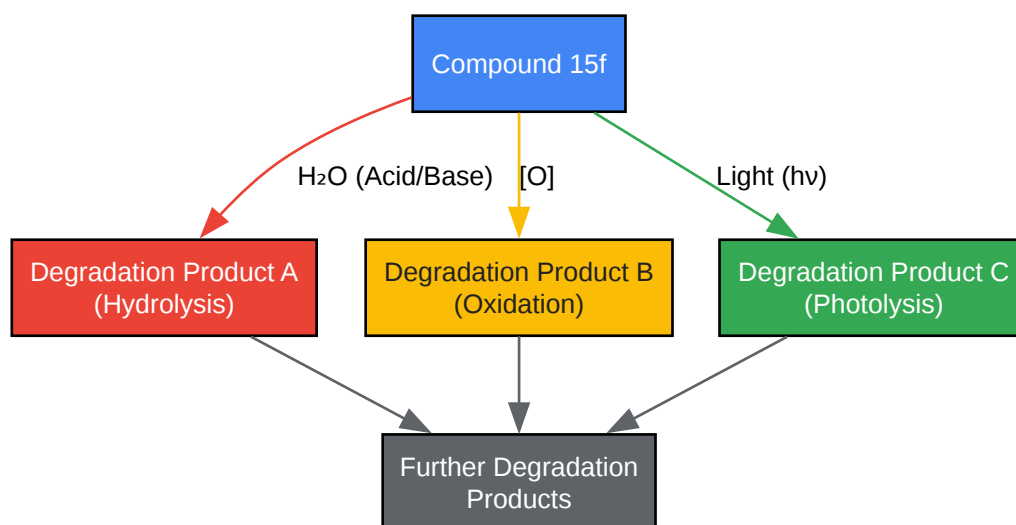 Compound 15f
H₂O (Acid/Base)
[O]
Light (hν)
Degradation Product A
(Hydrolysis)
Degradation Product B
(Oxidation)
Degradation Product C
(Photolysis)
Further Degradation
Products